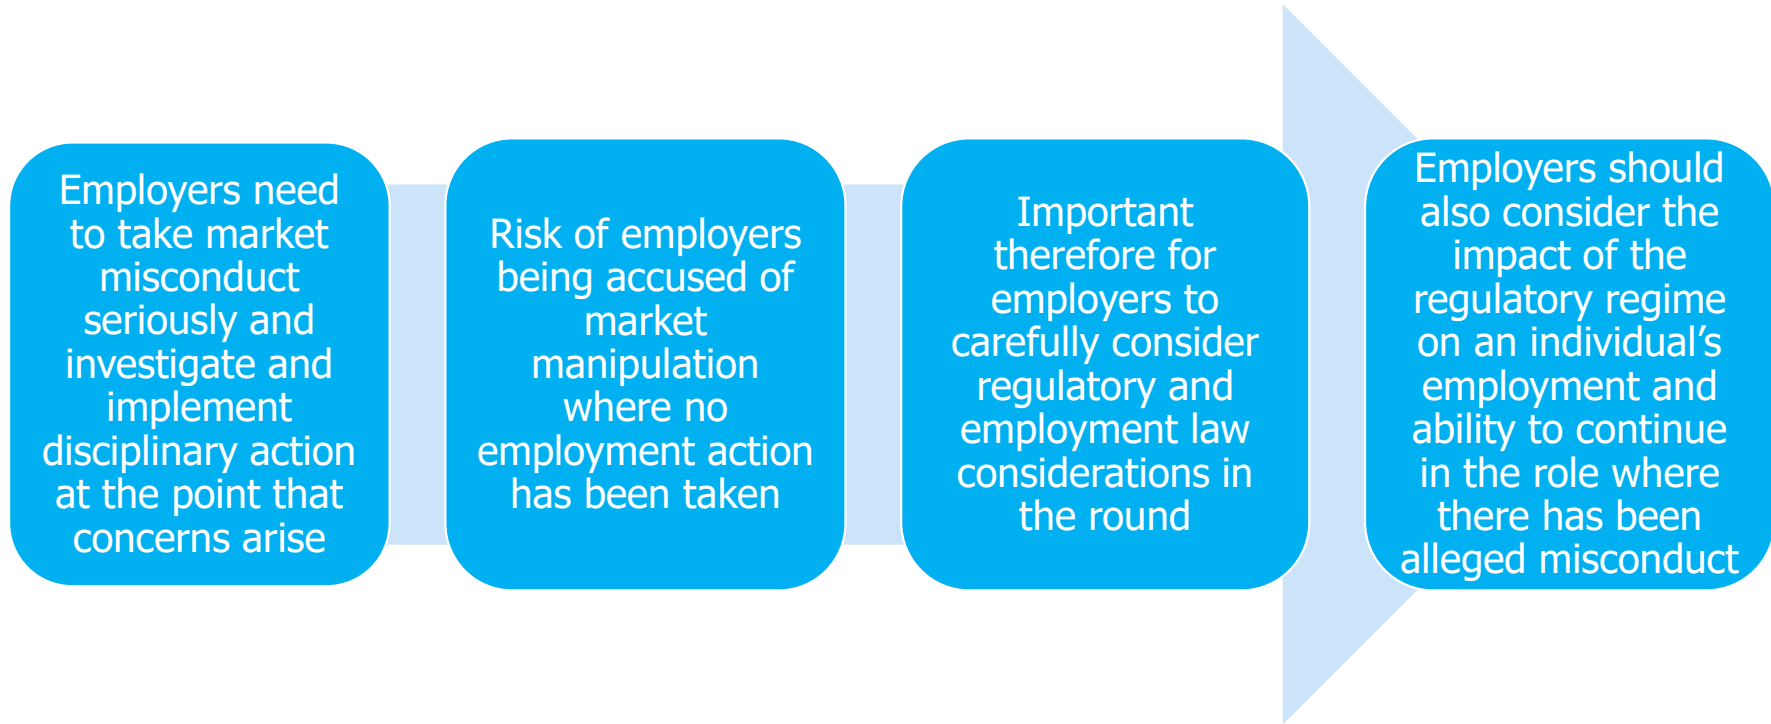 Employers need
to take market
misconduct
seriously and
investigate and
implement
disciplinary action
at the point that
concerns arise
Risk of employers
being accused of
market
manipulation
where no
employment action
has been taken
Important
therefore for
employers to
carefully consider
regulatory and
employment law
considerations in
the round
Employers should
also consider the
impact of the
regulatory regime
on an individual’s
employment and
ability to continue
in the role where
there has been
alleged misconduct